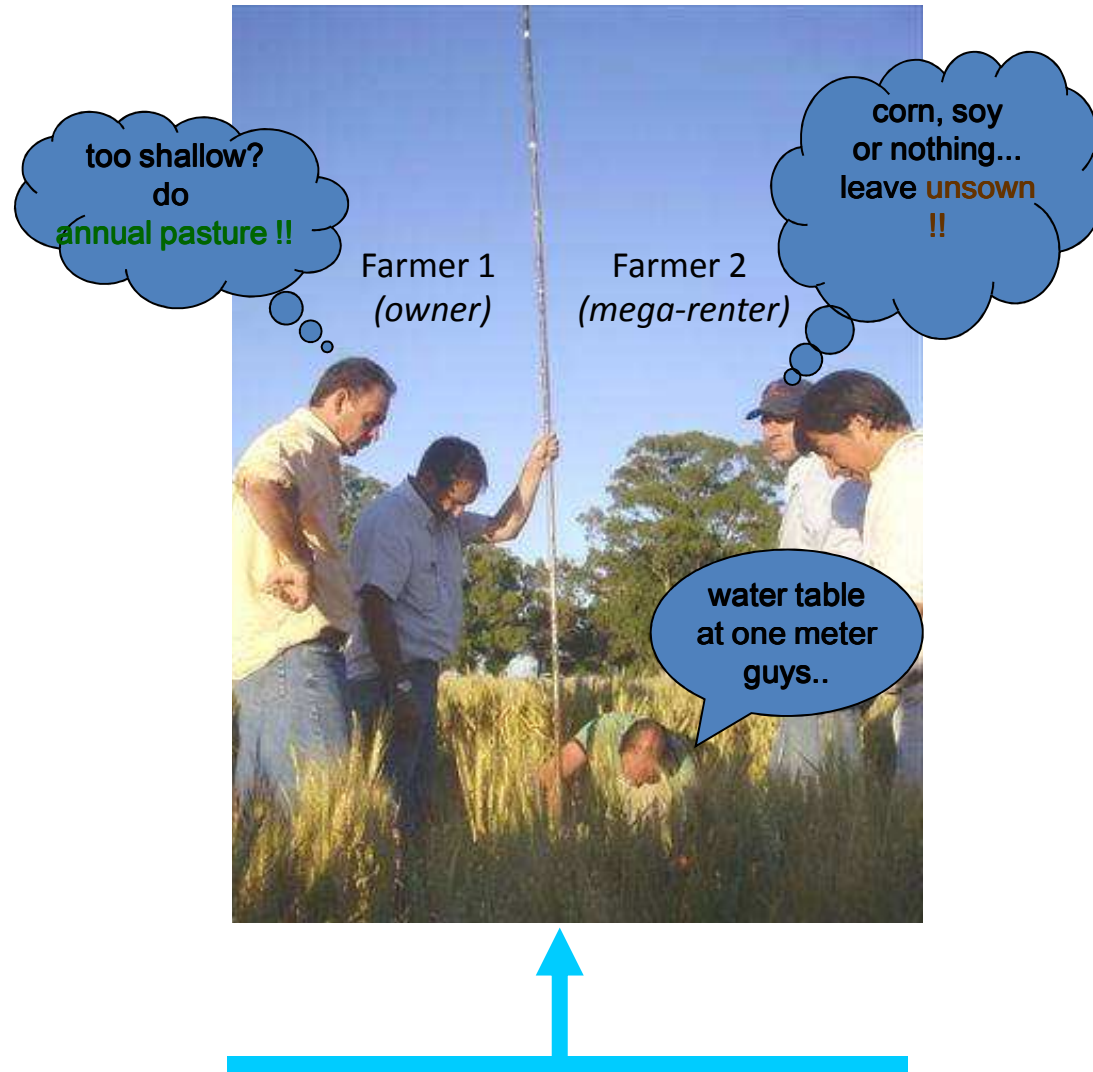 too shallow?
do
annual pasture !!
corn, soy
or nothing...
leave unsown
!!
Farmer 1
(owner)
Farmer 2
(mega-renter)
water table
at one meter
guys..